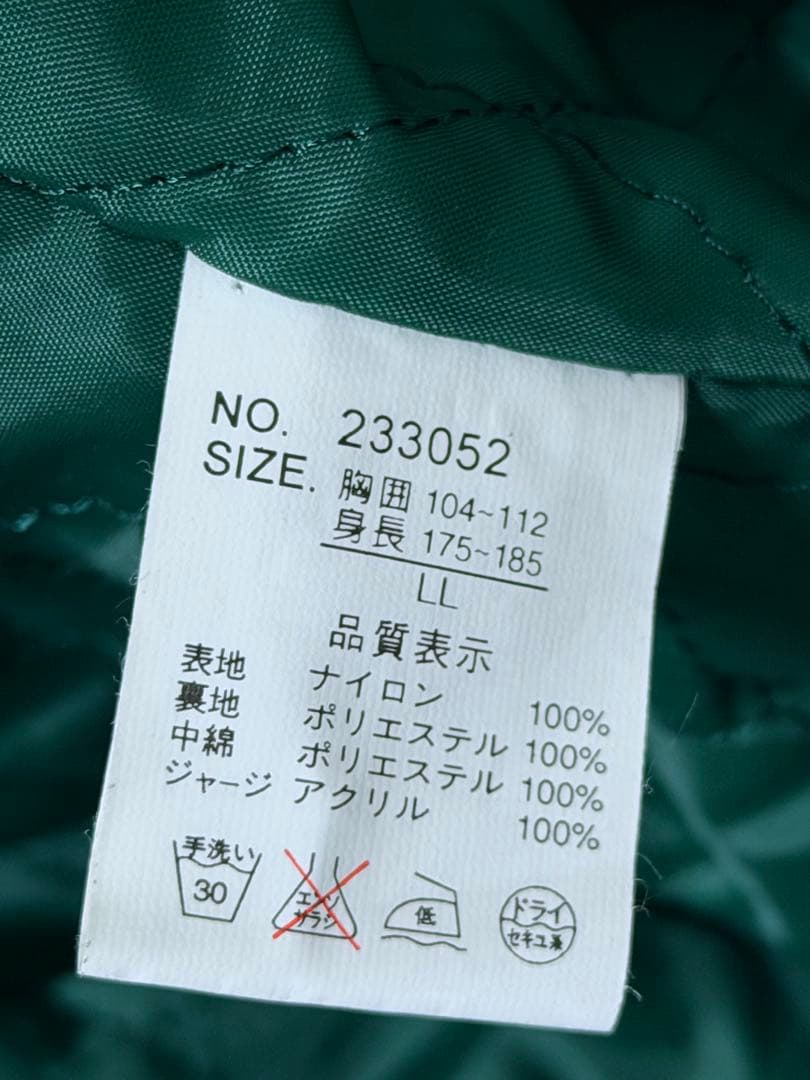 NO. 233052
SIZE. 胸囲 104~112
身長 175~185
LL
品質表示
表地 ナイロン 100%
裏地 ポリエステル 100%
中綿 ポリエステル 100%
ジャージ アクリル 100%
手洗い
30
エンソ
サラシ
低
ドライ
セキユ系